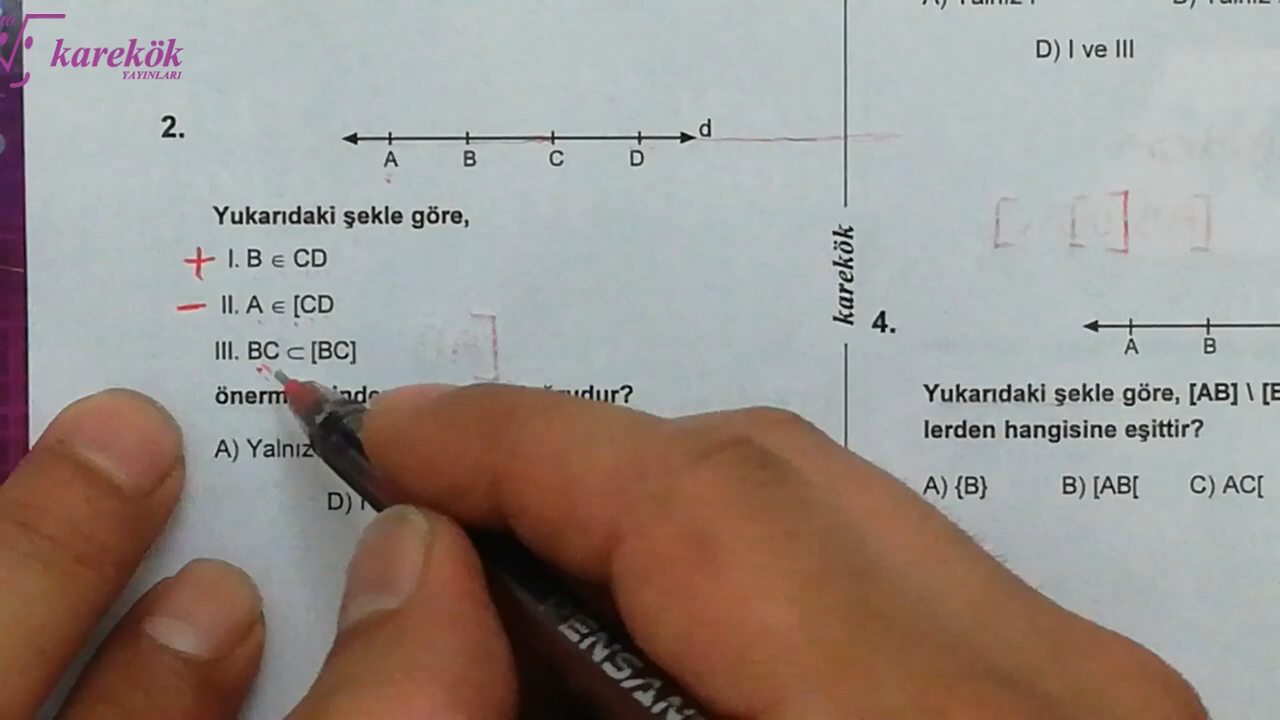 karekök
YAYINLARI
D) I ve III
2.
d
A B C D
Yukarıdaki şekle göre,
+ I. B ∈ CD
− II. A ∈ [CD
III. BC ⊂ [BC]
A) Yalnız
D)
karekök
4.
A B
Yukarıdaki şekle göre, [AB] \
lerden hangisine eşittir?
A) {B} B) [AB[ C) AC[